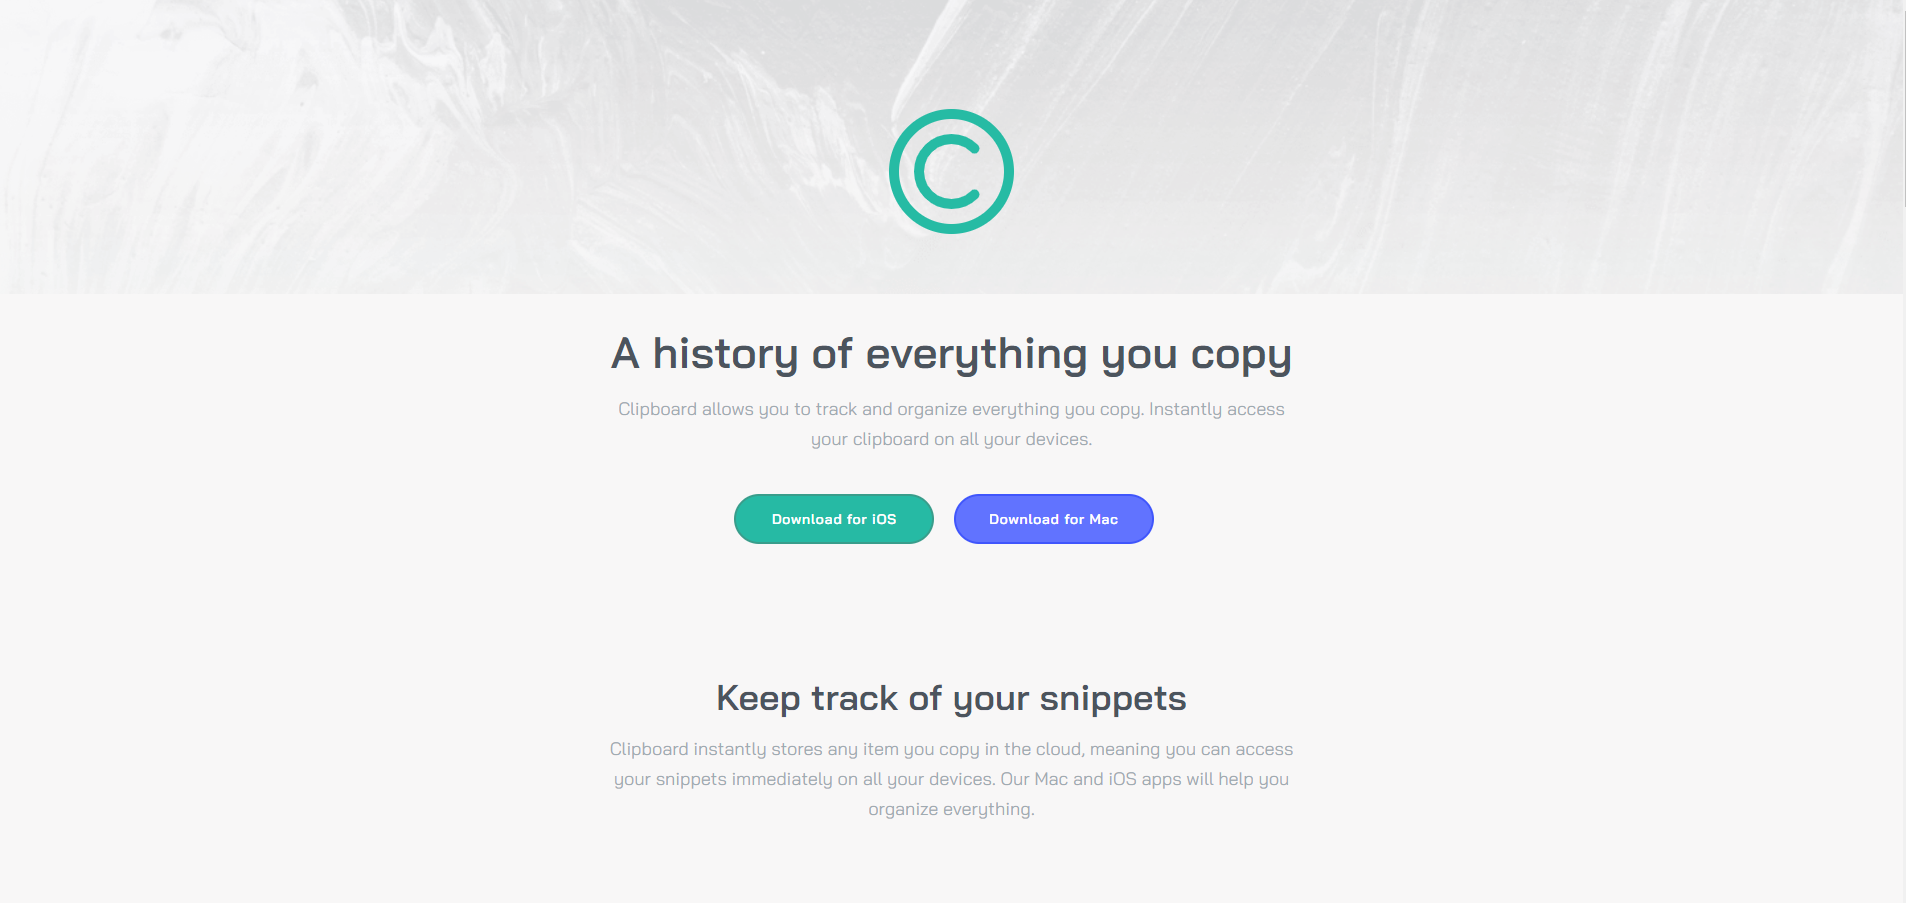 ©
A history of everything you copy
Clipboard allows you to track and organize everything you copy. Instantly access
your clipboard on all your devices.
Download for iOS
Download for Mac
Keep track of your snippets
Clipboard instantly stores any item you copy in the cloud, meaning you can access
your snippets immediately on all your devices. Our Mac and iOS apps will help you
organize everything.